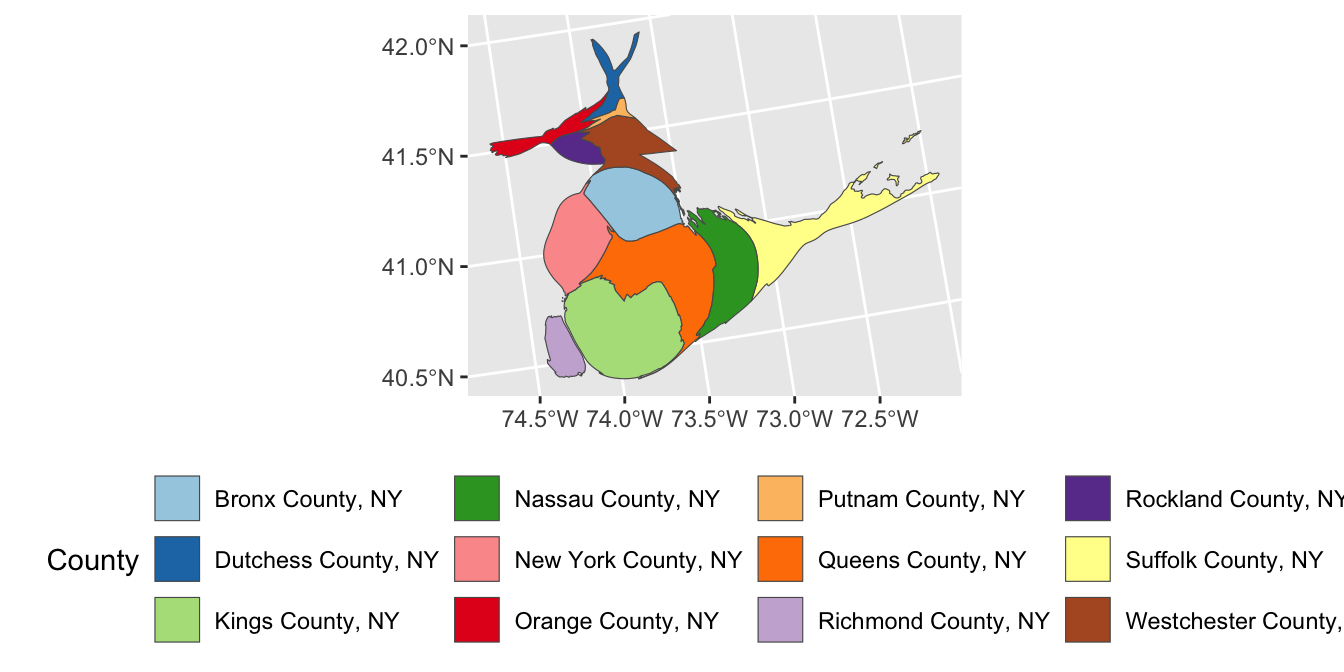 42.0°N
41.5°N
41.0°N
40.5°N
74.5°W 74.0°W 73.5°W 73.0°W 72.5°W
County
Bronx County, NY
Nassau County, NY
Putnam County, NY
Rockland County, NY
Dutchess County, NY
New York County, NY
Queens County, NY
Suffolk County, NY
Kings County, NY
Orange County, NY
Richmond County, NY
Westchester County,